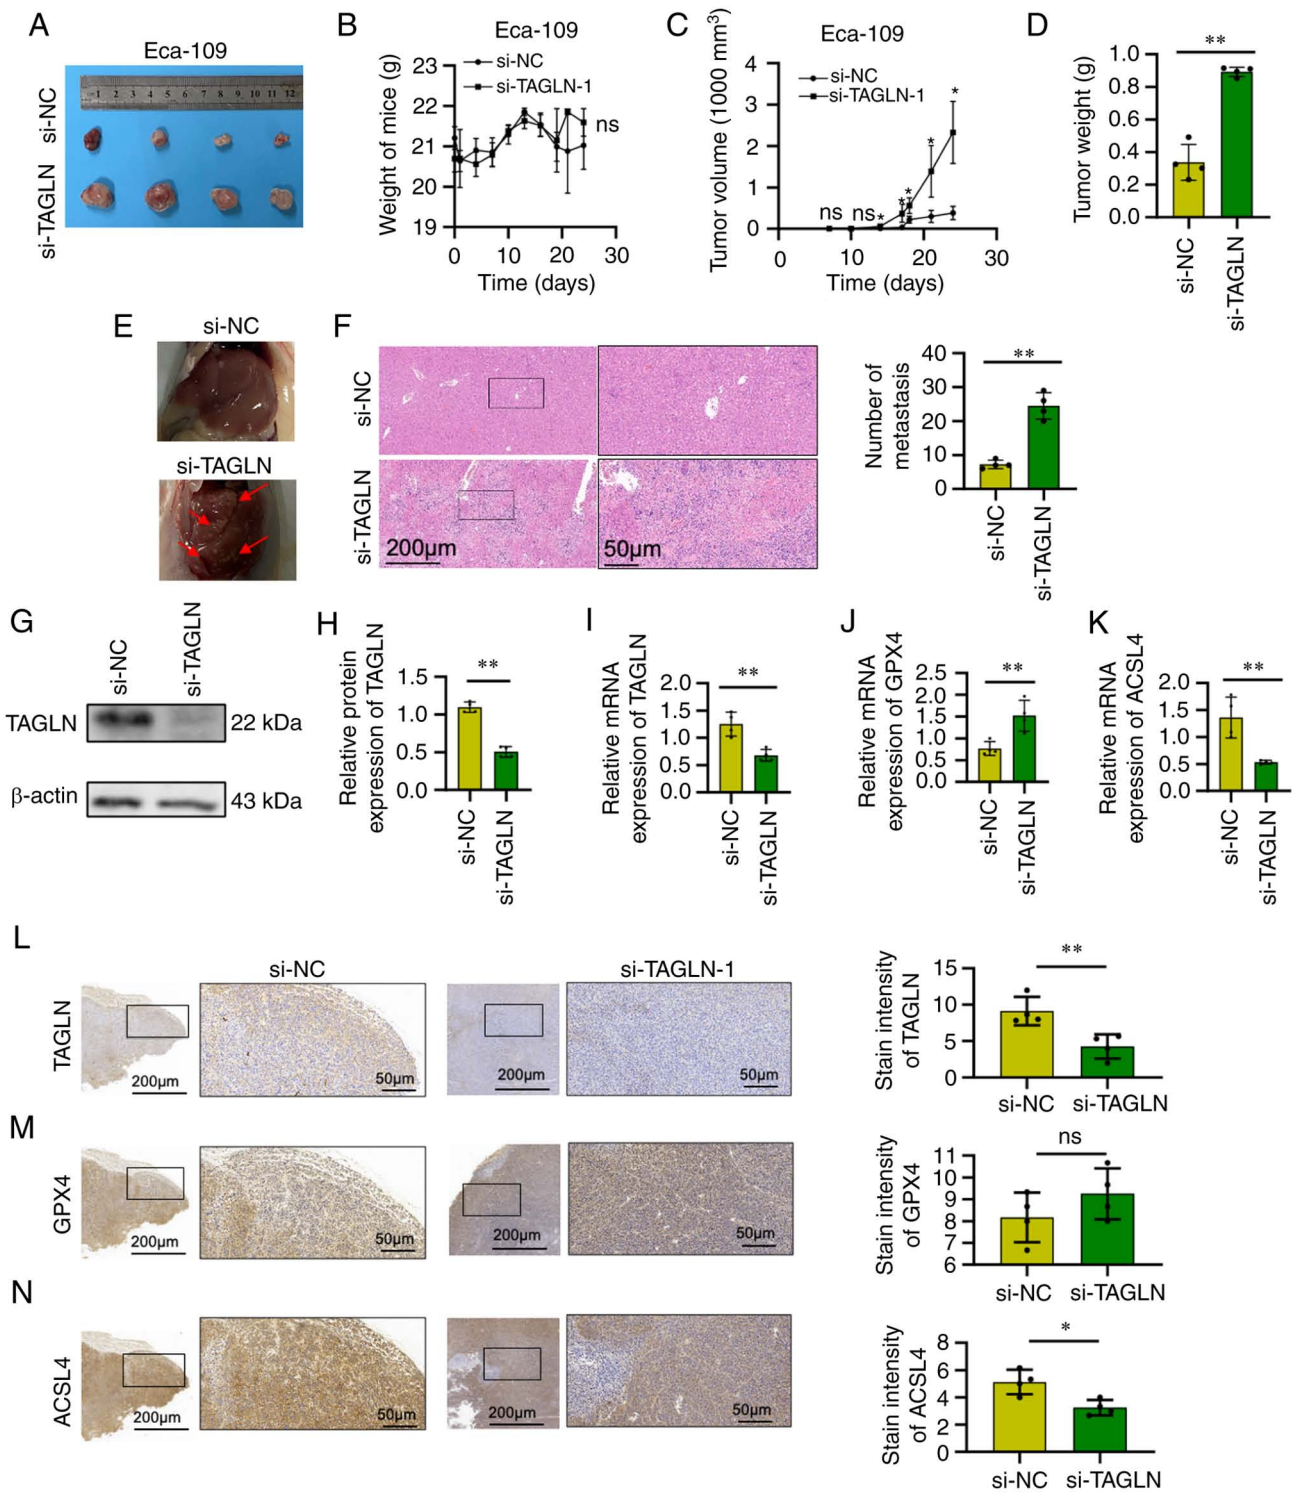 A
Eca-109
si-NC
si-TAGLN
1 2 3 4 5 6 7 8 9 10 11 12
B
Eca-109
si-NC
si-TAGLN-1
Weight of mice (g)
23
22
21
20
19
ns
0 10 20 30
Time (days)
C
Eca-109
si-NC
si-TAGLN-1
Tumor volume (1000 mm³)
4
3
2
1
0
ns ns * * * * *
0 10 20 30
Time (days)
D
**
Tumor weight (g)
1.0
0.8
0.6
0.4
0.2
0.0
si-NC
si-TAGLN
E
si-NC
si-TAGLN
F
si-NC
si-TAGLN
200µm
50µm
**
Number of
metastasis
40
30
20
10
0
si-NC
si-TAGLN
G
si-NC
si-TAGLN
TAGLN 22 kDa
β-actin 43 kDa
H
**
Relative protein
expression of TAGLN
1.5
1.0
0.5
0.0
si-NC
si-TAGLN
I
**
Relative mRNA
expression of TAGLN
2.0
1.5
1.0
0.5
0.0
si-NC
si-TAGLN
J
**
Relative mRNA
expression of GPX4
2.5
2.0
1.5
1.0
0.5
0.0
si-NC
si-TAGLN
K
**
Relative mRNA
expression of ACSL4
2.0
1.5
1.0
0.5
0.0
si-NC
si-TAGLN
L
si-NC
si-TAGLN-1
TAGLN
200µm
50µm
200µm
50µm
**
Stain intensity
of TAGLN
15
10
5
0
si-NC si-TAGLN
M
GPX4
200µm
50µm
200µm
50µm
ns
Stain intensity
of GPX4
11
10
9
8
7
6
si-NC si-TAGLN
N
ACSL4
200µm
50µm
200µm
50µm
*
Stain intensity
of ACSL4
8
6
4
2
0
si-NC si-TAGLN